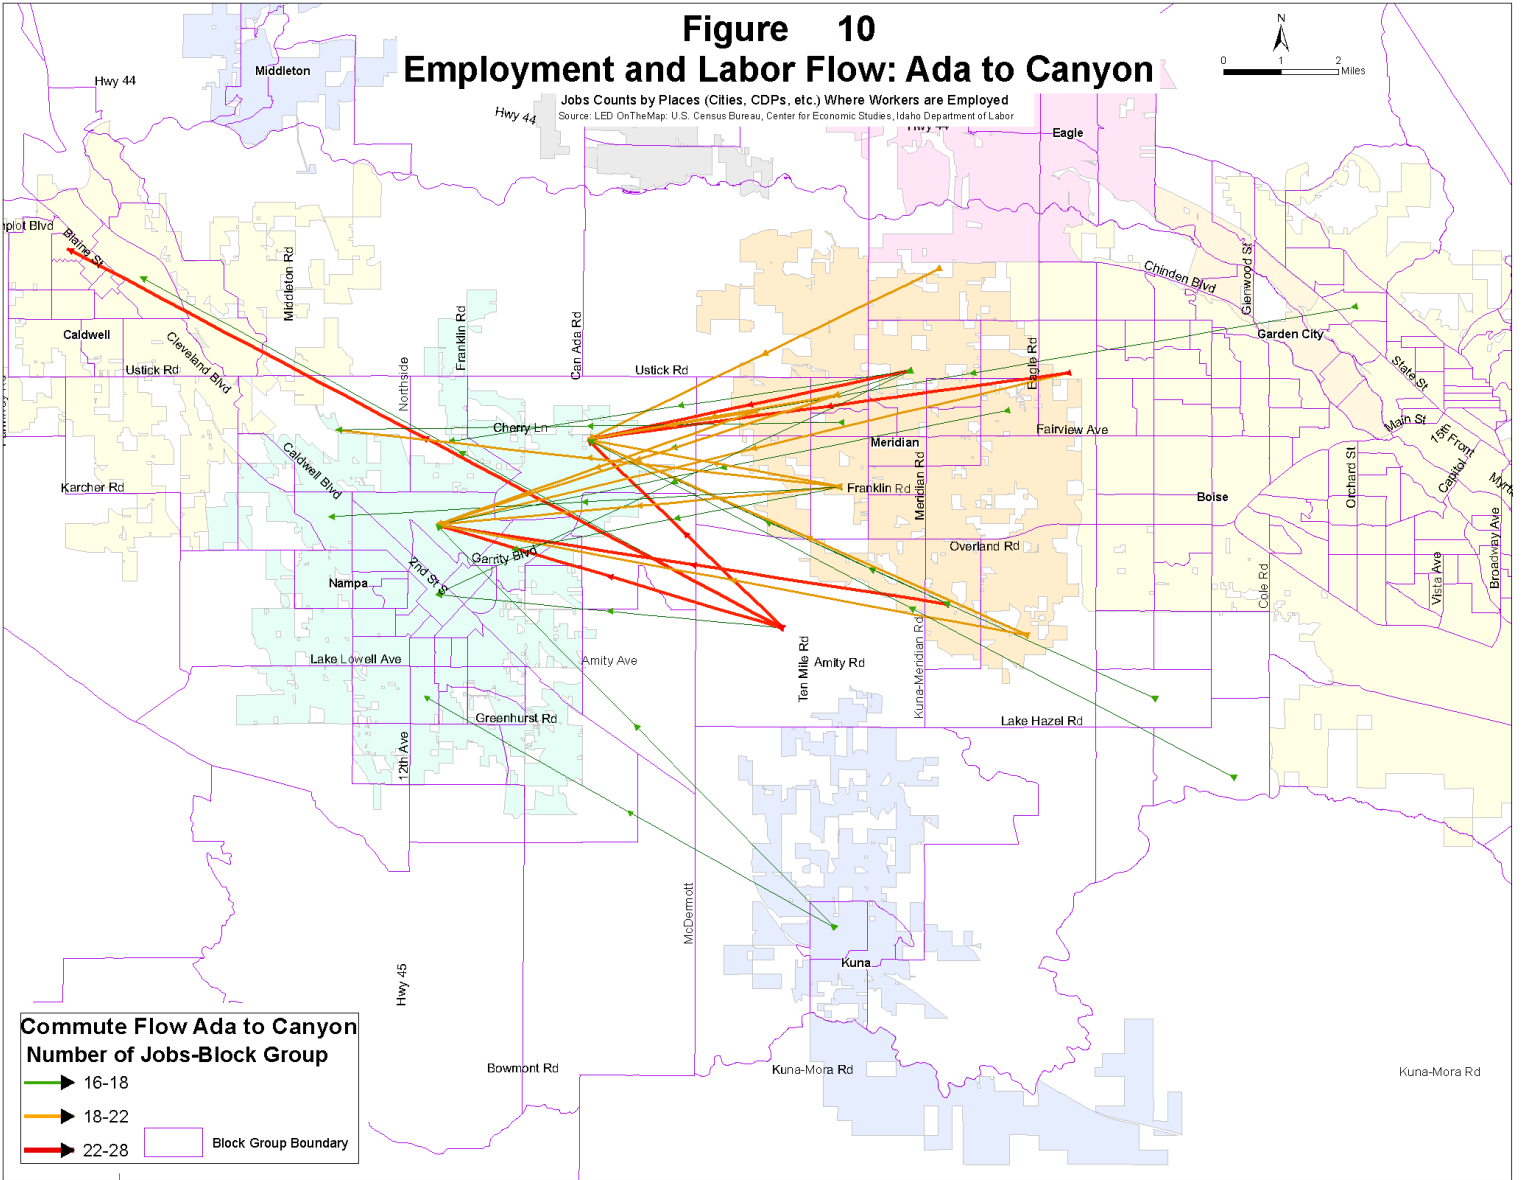 Figure 10
Employment and Labor Flow: Ada to Canyon
Jobs Counts by Places (Cities, CDPs, etc.) Where Workers are Employed
Source: LED OnTheMap: U.S. Census Bureau, Center for Economic Studies, Idaho Department of Labor
N
0 1 2
Miles
Middleton
Hwy 44
Hwy 44
Hwy 44
Eagle
Blvd
Blaine St
Middleton Rd
Franklin Rd
Can Ada Rd
Chinden Blvd
Glenwood St
Caldwell
Cleveland Blvd
Garden City
Ustick Rd
Northside
Ustick Rd
Eagle Rd
State St
Cherry Ln
Meridian
Fairview Ave
Main St
15th
Front
Caldwell Blvd
Capitol
Karcher Rd
Franklin Rd
Meridian Rd
Boise
Orchard St
Overland Rd
Broadway Ave
Garrity Blvd
2nd St S
Nampa
Cole Rd
Vista Ave
Lake Lowell Ave
Amity Ave
Ten Mile Rd
Amity Rd
Kuna-Meridian Rd
Greenhurst Rd
Lake Hazel Rd
12th Ave
McDermott
Kuna
Hwy 45
Bowmont Rd
Kuna-Mora Rd
Kuna-Mora Rd
Commute Flow Ada to Canyon
Number of Jobs-Block Group
16-18
18-22
22-28
Block Group Boundary